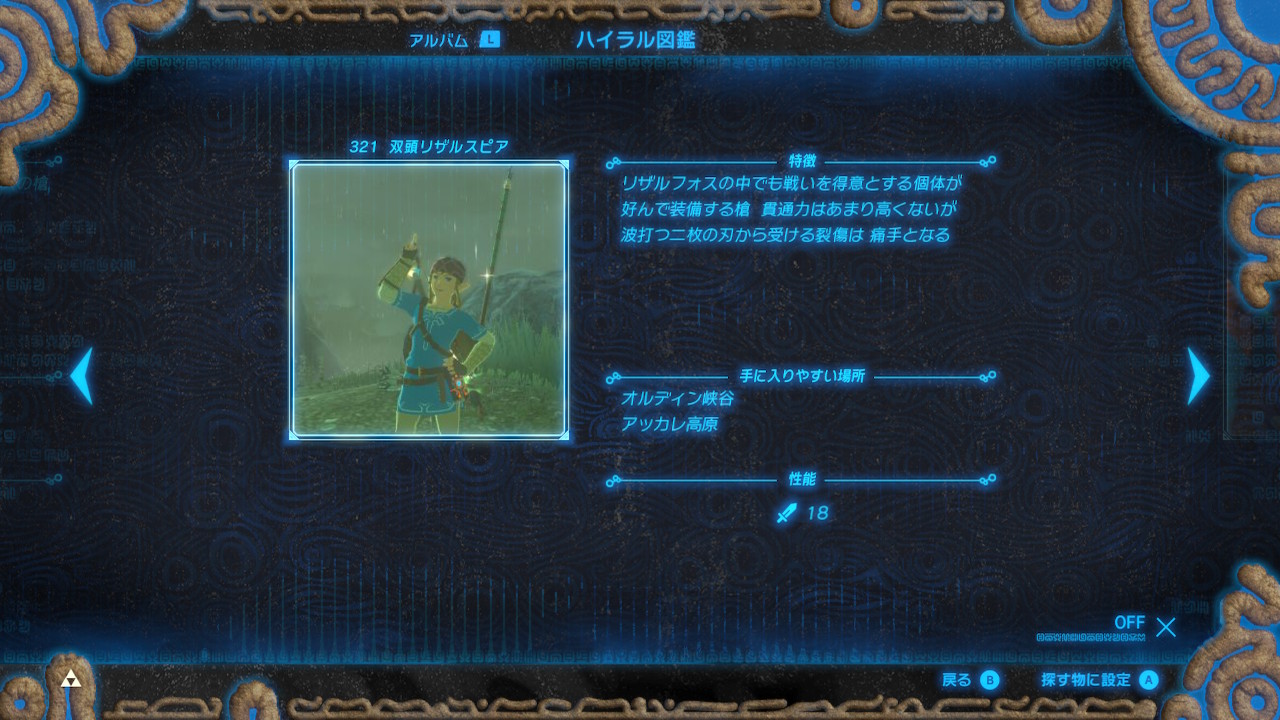 アルバム L
ハイラル図鑑
321 双頭リザルスピア
特徴
リザルフォスの中でも戦いを得意とする個体が
好んで装備する槍 貫通力はあまり高くないが
波打つ二枚の刃から受ける裂傷は 痛手となる
手に入りやすい場所
オルディン峡谷
アッカレ高原
性能
18
OFF
戻る B
探す物に設定 A